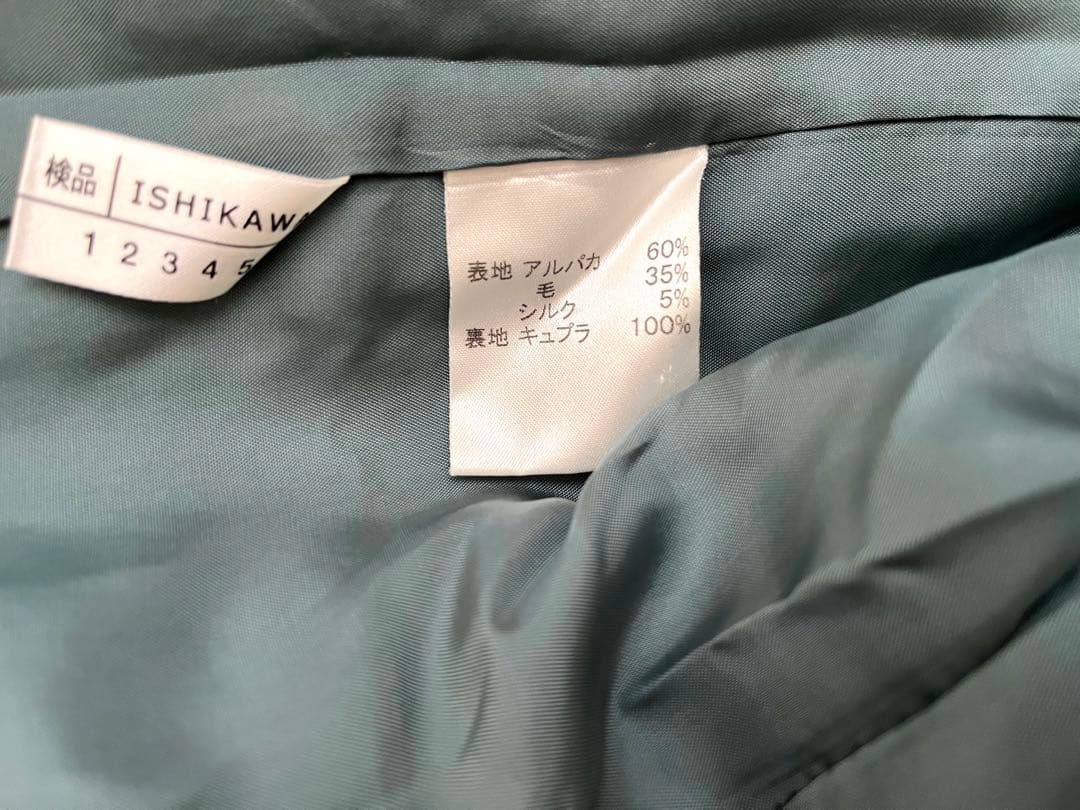 検品 ISHIKAWA
1 2 3 4 5
表地 アルパカ 60%
毛 35%
シルク 5%
裏地 キュプラ 100%